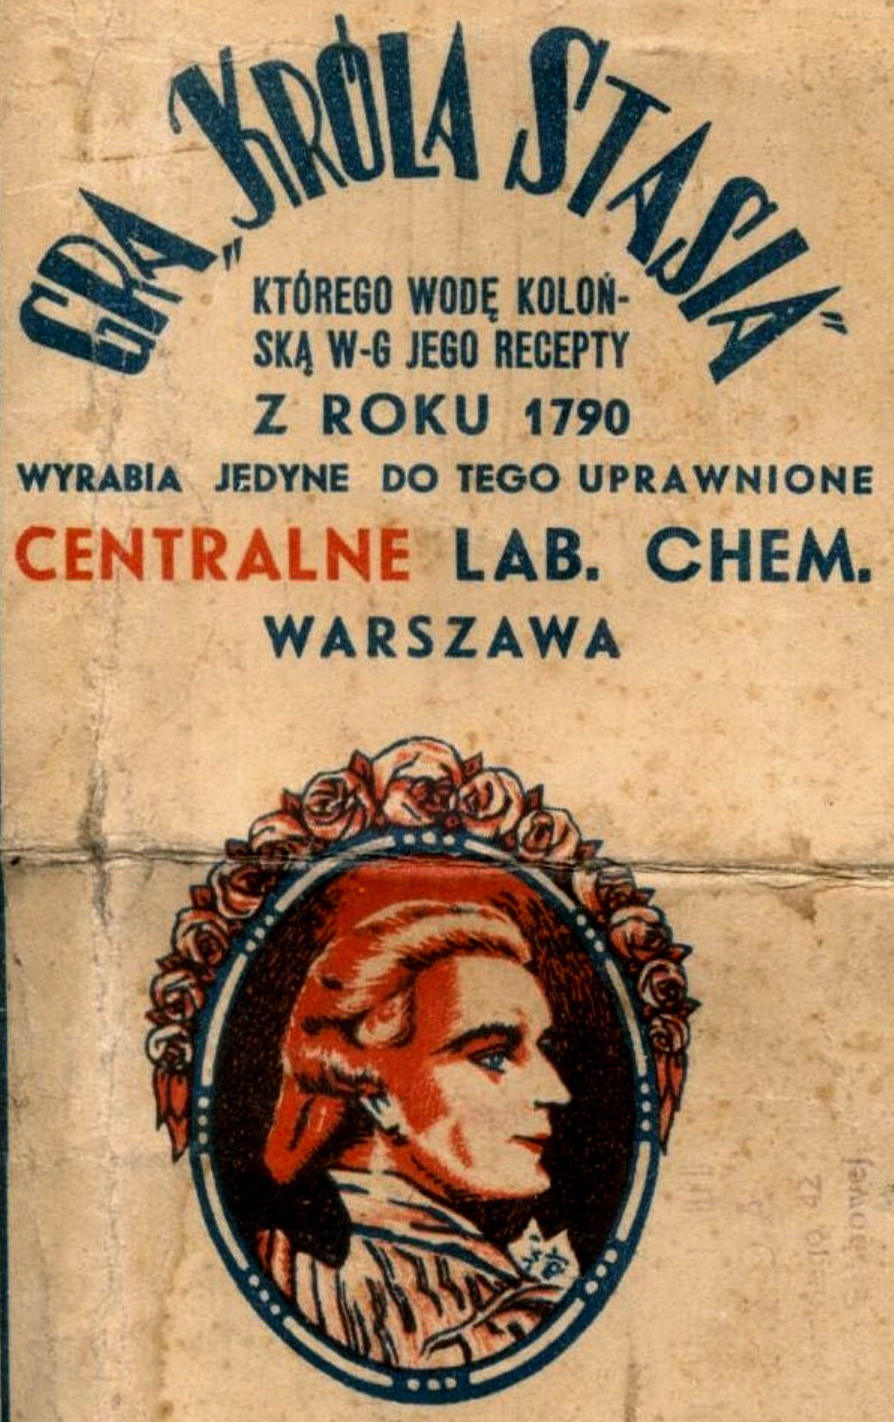 GRA „KRÓLA STASIA"
KTÓREGO WODĘ KOLOŃ-
SKĄ W-G JEGO RECEPTY
Z ROKU 1790
WYRABIA JEDYNE DO TEGO UPRAWNIONE
CENTRALNE LAB. CHEM.
WARSZAWA
42